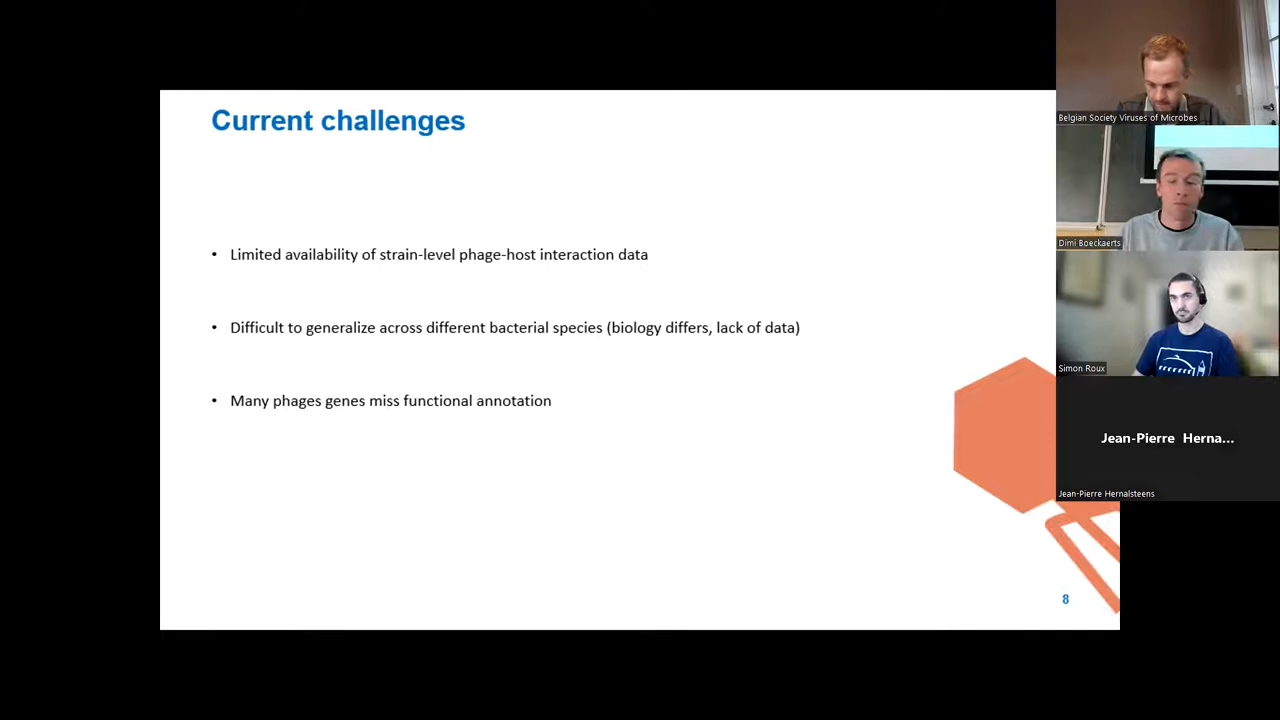 Current challenges
• Limited availability of strain-level phage-host interaction data
• Difficult to generalize across different bacterial species (biology differs, lack of data)
• Many phages genes miss functional annotation
8
Belgian Society Viruses of Microbes
Dimi Boeckaerts
Simon Roux
Jean-Pierre Herna...
Jean-Pierre Hernalsteens